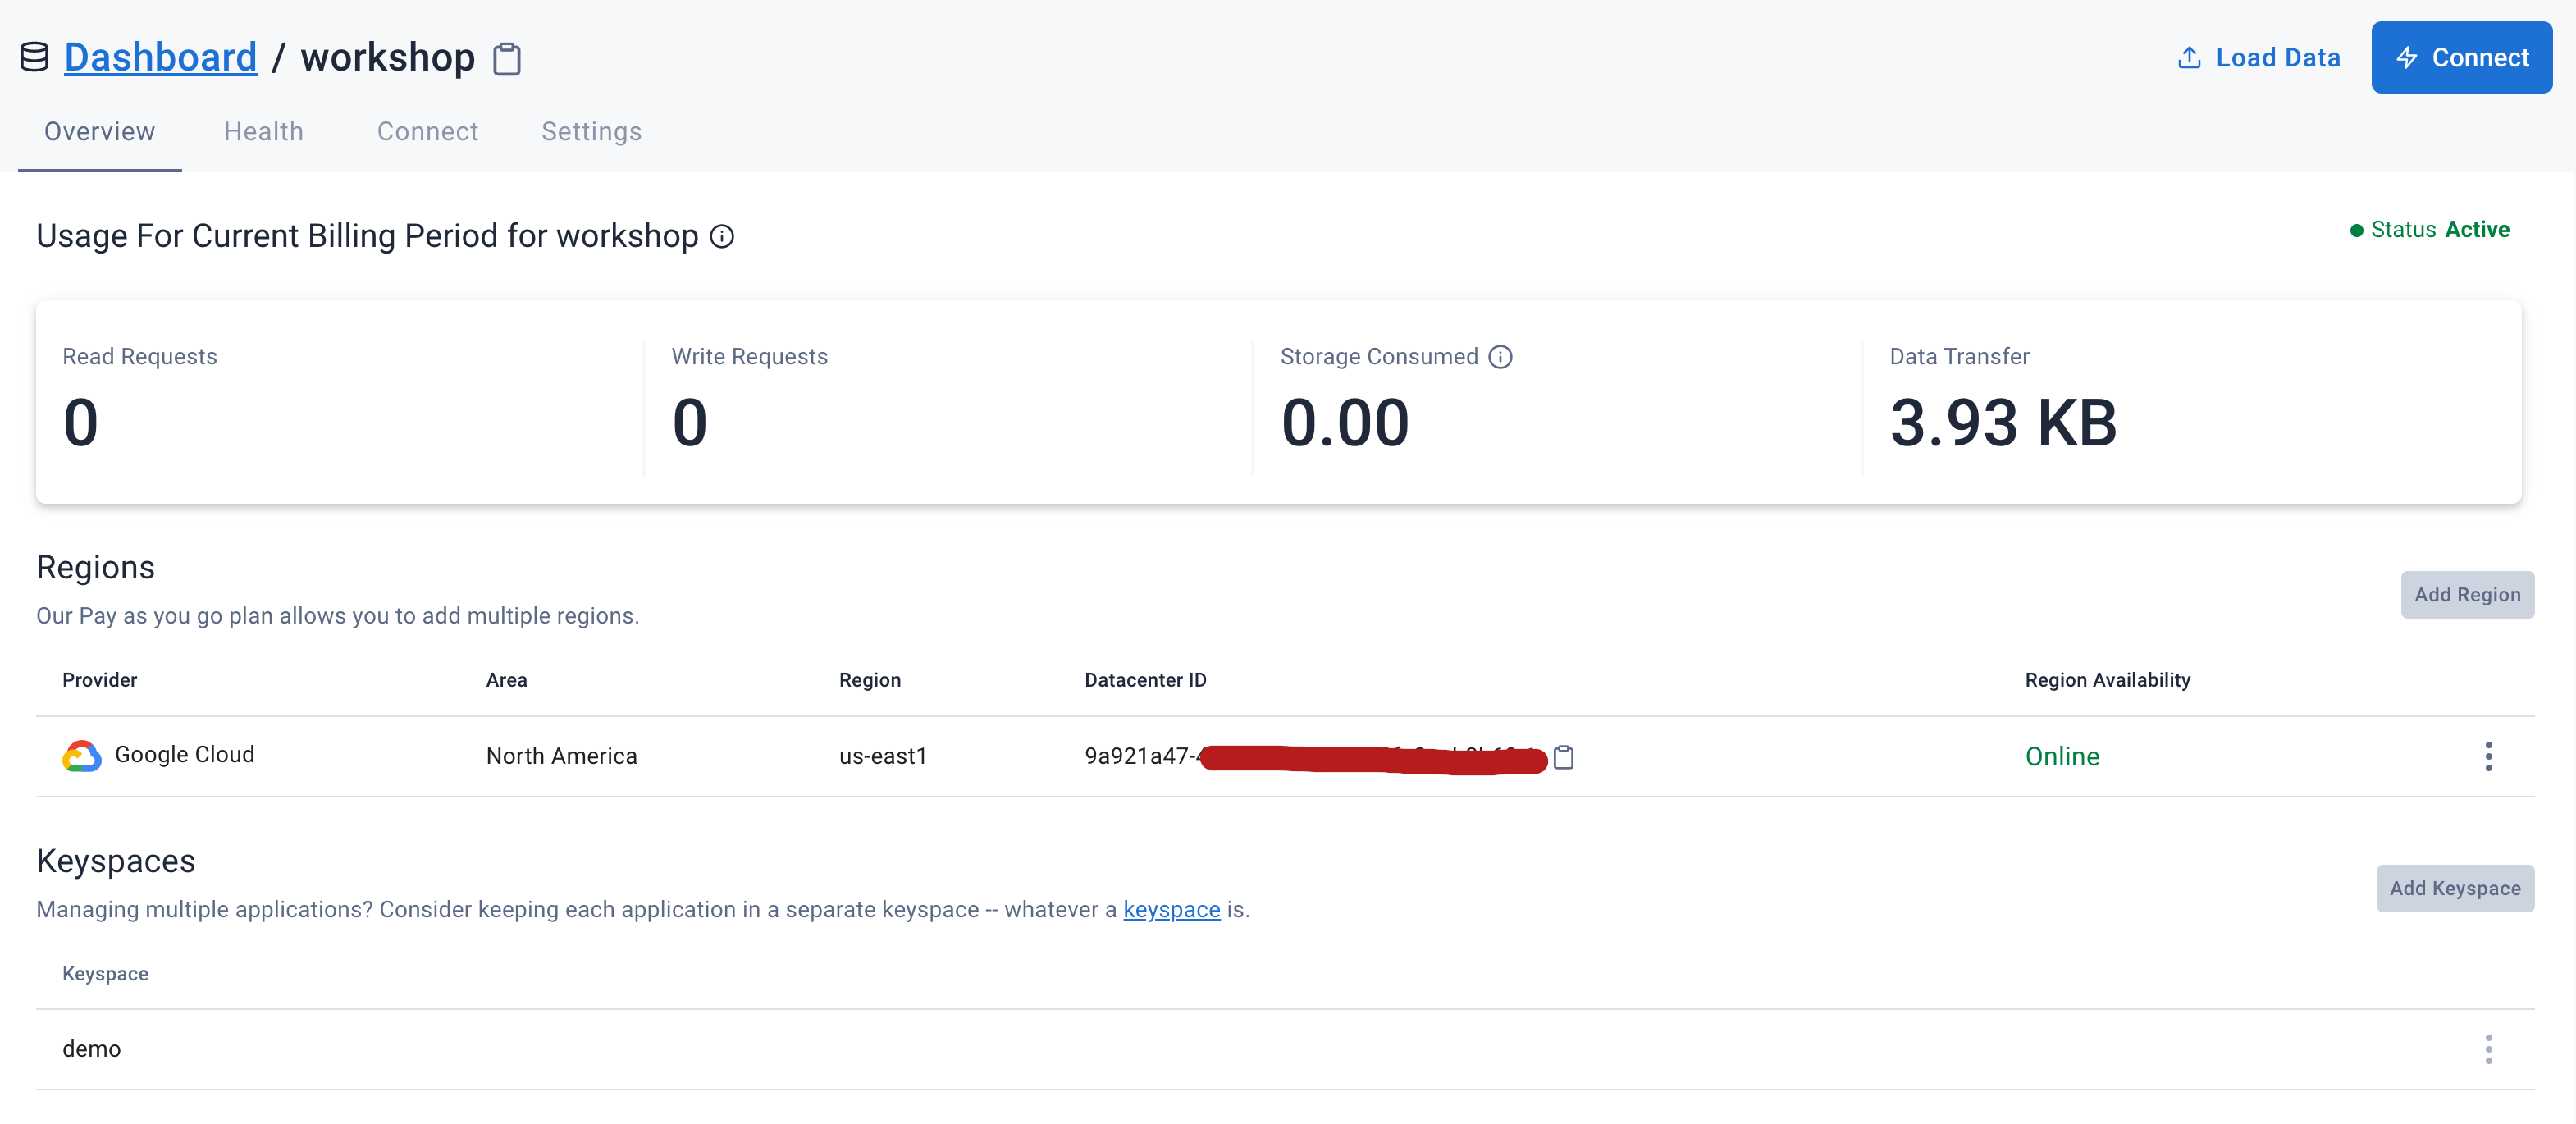 Dashboard / workshop
Load Data
Connect
Overview Health Connect Settings
Usage For Current Billing Period for workshop
Status Active
Read Requests Write Requests Storage Consumed Data Transfer
0 0 0.00 3.93 KB
Regions
Add Region
Our Pay as you go plan allows you to add multiple regions.
Provider Area Region Datacenter ID Region Availability
Google Cloud North America us-east1 9a921a47- Online
Keyspaces
Add Keyspace
Managing multiple applications? Consider keeping each application in a separate keyspace -- whatever a keyspace is.
Keyspace
demo